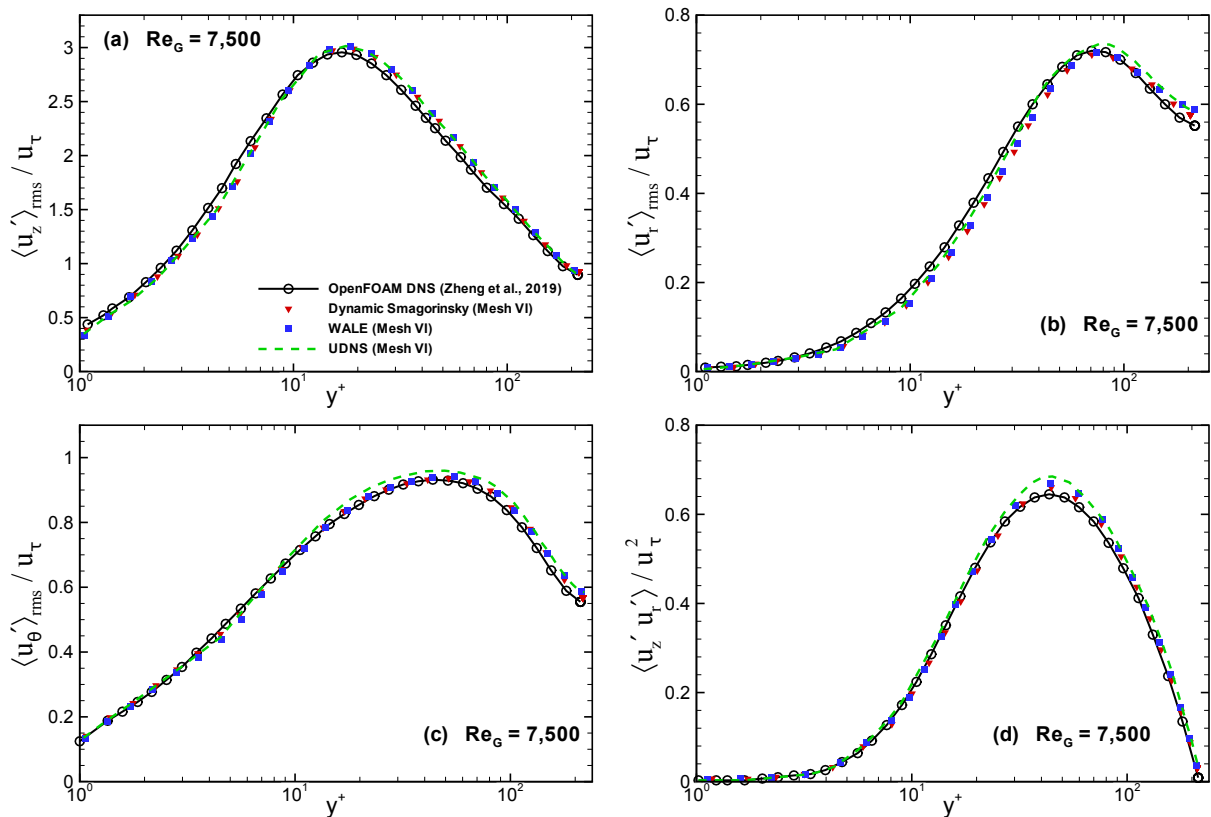 (a) Re_G = 7,500
⟨u_z′⟩_rms / u_τ
3.5
3
2.5
2
1.5
1
0.5
0
OpenFOAM DNS (Zheng et al., 2019)
Dynamic Smagorinsky (Mesh VI)
WALE (Mesh VI)
UDNS (Mesh VI)
10^0
10^1
10^2
y^+
⟨u_r′⟩_rms / u_τ
0.8
0.6
0.4
0.2
0
(b) Re_G = 7,500
10^0
10^1
10^2
y^+
⟨u_θ′⟩_rms / u_τ
1
0.8
0.6
0.4
0.2
0
(c) Re_G = 7,500
10^0
10^1
10^2
y^+
⟨u_z′ u_r′⟩ / u_τ^2
0.8
0.6
0.4
0.2
0
(d) Re_G = 7,500
10^0
10^1
10^2
y^+